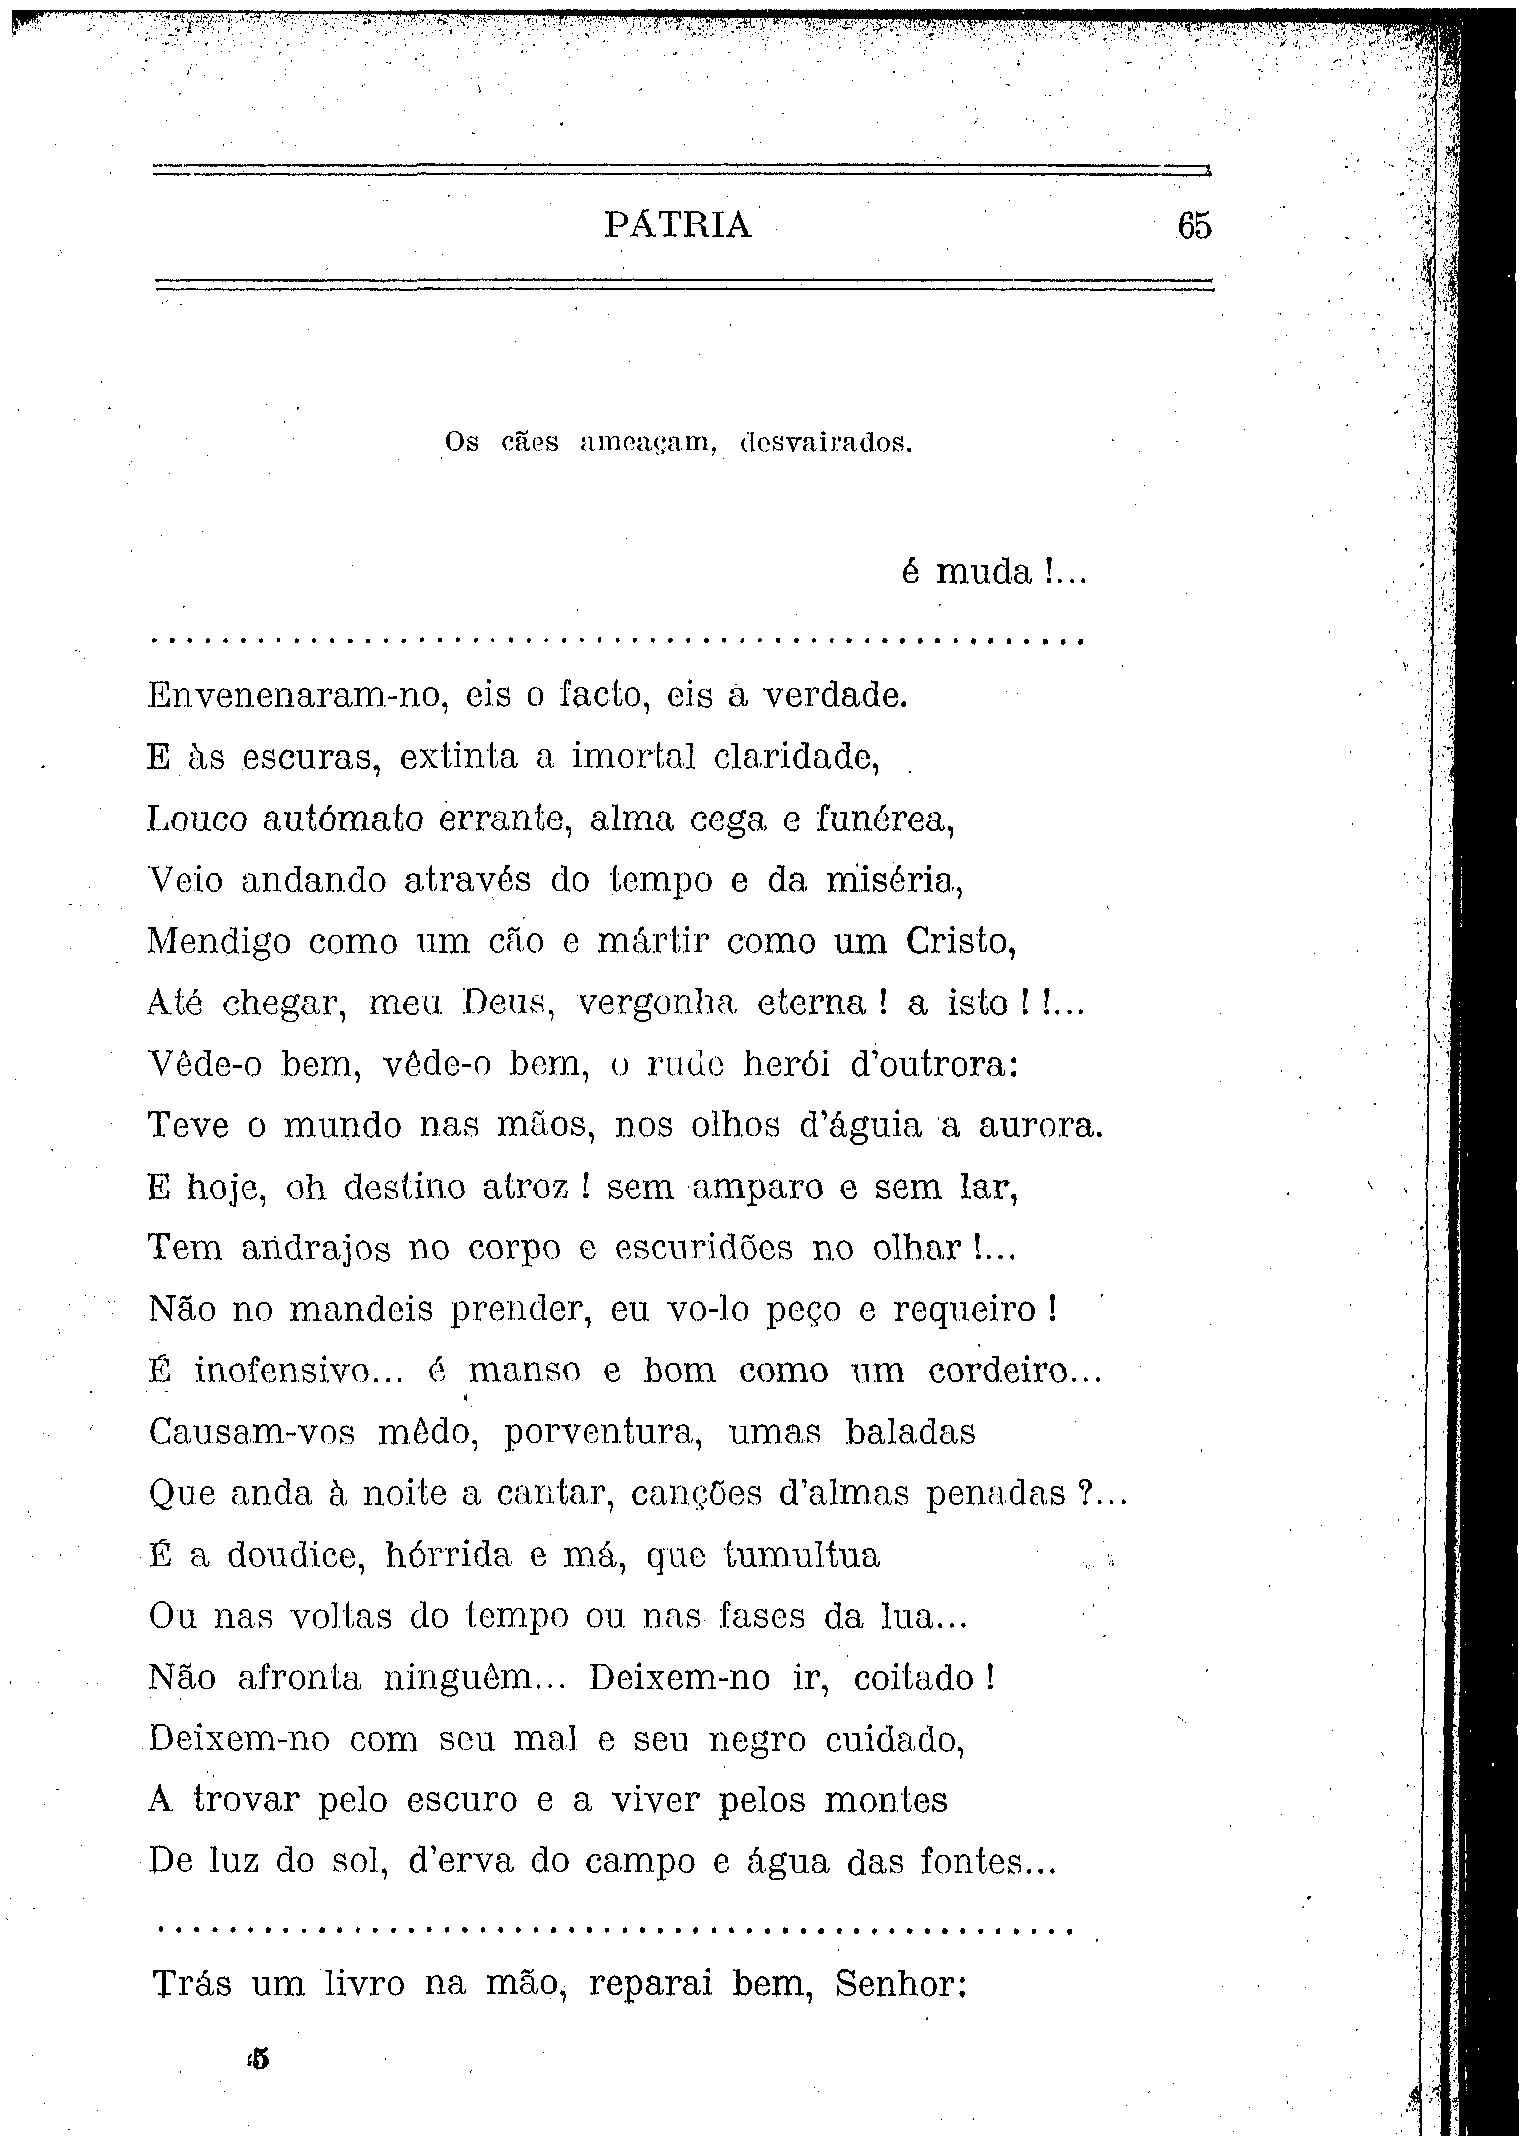 PÁTRIA 65
Os cães ameaçam, desvairados.
é muda!...
....................................................
Envenenaram-no, eis o facto, eis a verdade.
E às escuras, extinta a imortal claridade,
Louco autómato errante, alma cega e funérea,
Veio andando através do tempo e da miséria,
Mendigo como um cão e mártir como um Cristo,
Até chegar, meu Deus, vergonha eterna! a isto!!...
Vêde-o bem, vêde-o bem, o rude herói d'outrora:
Teve o mundo nas mãos, nos olhos d'águia a aurora.
E hoje, oh destino atroz! sem amparo e sem lar,
Tem andrajos no corpo e escuridões no olhar!...
Não no mandeis prender, eu vo-lo peço e requeiro!
É inofensivo... é manso e bom como um cordeiro...
Causam-vos mêdo, porventura, umas baladas
Que anda à noite a cantar, canções d'almas penadas?...
É a doudice, hórrida e má, que tumultua
Ou nas voltas do tempo ou nas fases da lua...
Não afronta ninguêm... Deixem-no ir, coitado!
Deixem-no com seu mal e seu negro cuidado,
A trovar pelo escuro e a viver pelos montes
De luz do sol, d'erva do campo e água das fontes...
...................................................
Trás um livro na mão, reparai bem, Senhor:
5